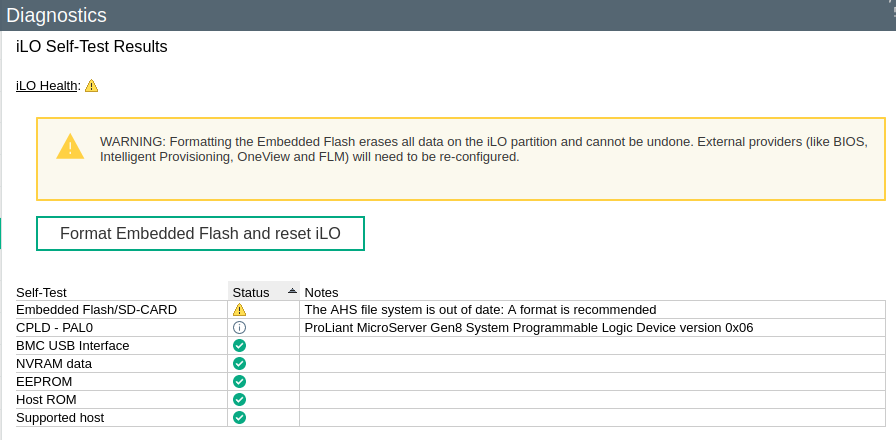 Diagnostics
iLO Self-Test Results
iLO Health:
WARNING: Formatting the Embedded Flash erases all data on the iLO partition and cannot be undone. External providers (like BIOS,
Intelligent Provisioning, OneView and FLM) will need to be re-configured.
Format Embedded Flash and reset iLO
Self-Test Status Notes
Embedded Flash/SD-CARD The AHS file system is out of date: A format is recommended
CPLD - PAL0 ProLiant MicroServer Gen8 System Programmable Logic Device version 0x06
BMC USB Interface
NVRAM data
EEPROM
Host ROM
Supported host